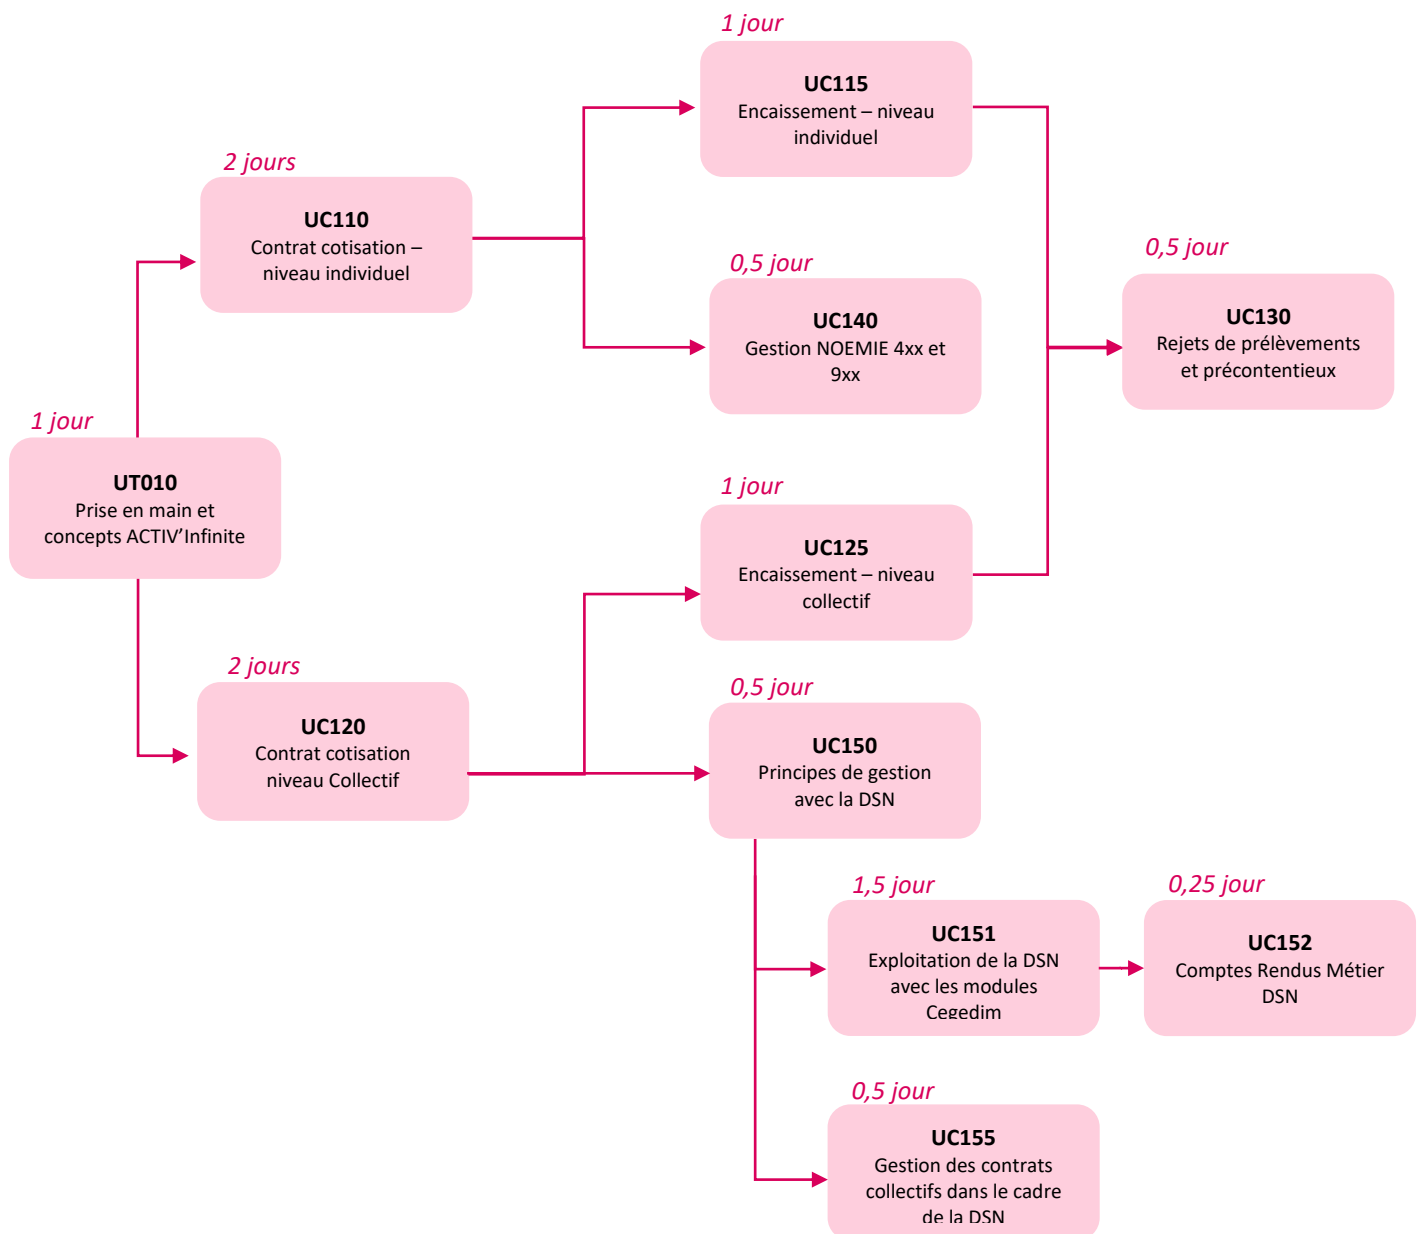 1 jour
UC115
Encaissement – niveau
individuel
2 jours
UC110
Contrat cotisation –
niveau individuel
0,5 jour
UC140
Gestion NOEMIE 4xx et
9xx
0,5 jour
UC130
Rejets de prélèvements
et précontentieux
1 jour
UT010
Prise en main et
concepts ACTIV’Infinite
1 jour
UC125
Encaissement – niveau
collectif
2 jours
UC120
Contrat cotisation
niveau Collectif
0,5 jour
UC150
Principes de gestion
avec la DSN
1,5 jour
UC151
Exploitation de la DSN
avec les modules
Cegedim
0,25 jour
UC152
Comptes Rendus Métier
DSN
0,5 jour
UC155
Gestion des contrats
collectifs dans le cadre
de la DSN